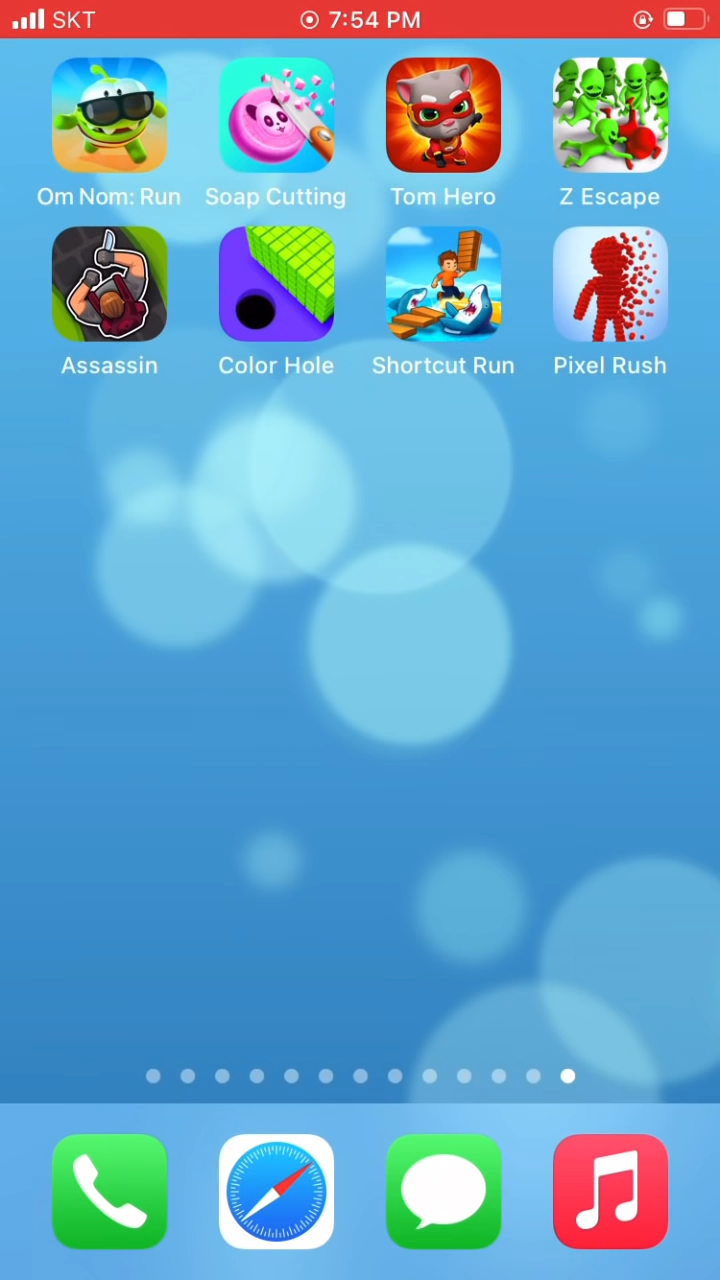 SKT 7:54 PM
Om Nom: Run Soap Cutting Tom Hero Z Escape
Assassin Color Hole Shortcut Run Pixel Rush